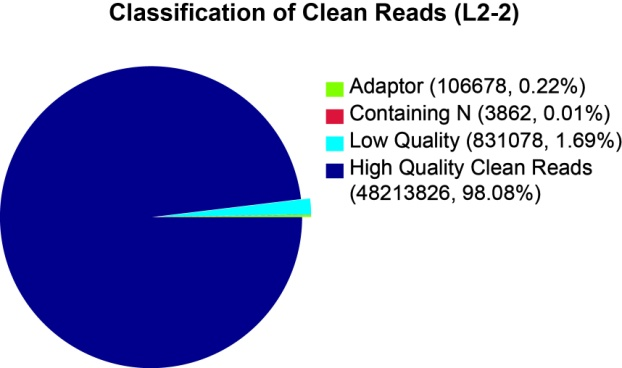 Classification of Clean Reads (L2-2)
Adaptor (106678, 0.22%)
Containing N (3862, 0.01%)
Low Quality (831078, 1.69%)
High Quality Clean Reads
(48213826, 98.08%)